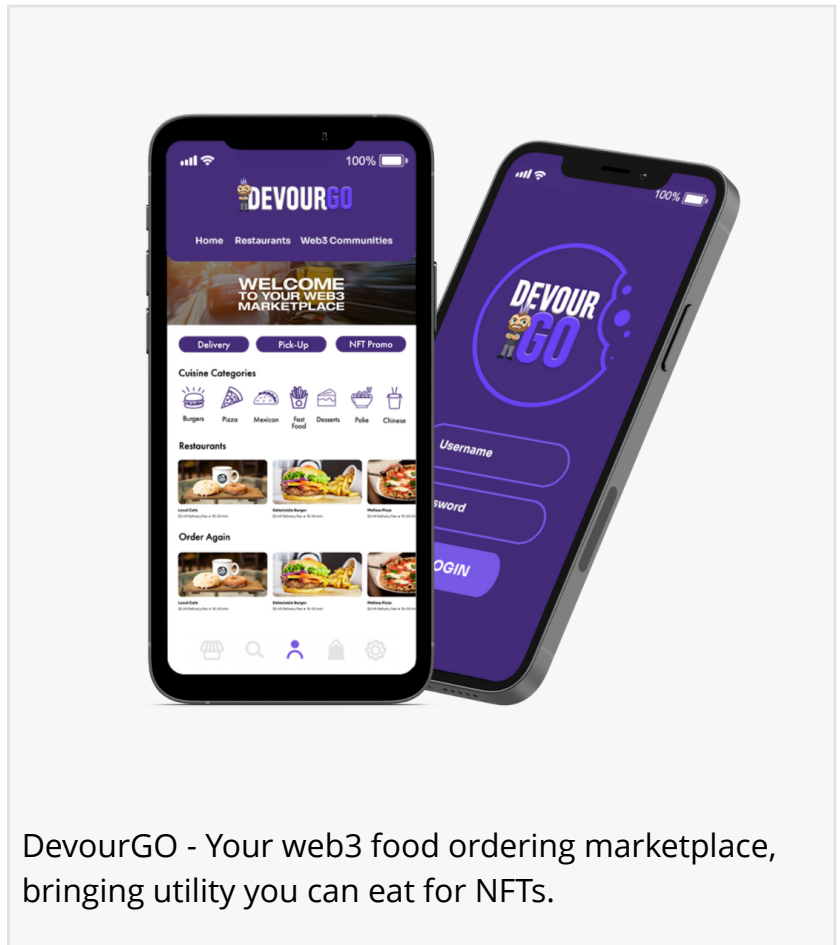 100%
DEVOURGO
Home Restaurants Web3 Communities
WELCOME
TO YOUR WEB3
MARKETPLACE
Delivery Pick-Up NFT Promo
Cuisine Categories
Burgers Pizza Mexican Fast Food Desserts Poke Chinese
Restaurants
Local Cafe Delectable Burger Mellow Pizza
Order Again
Local Cafe Delectable Burger Mellow Pizza
100%
DEVOUR
GO
Username
sword
OGIN
DevourGO - Your web3 food ordering marketplace,
bringing utility you can eat for NFTs.